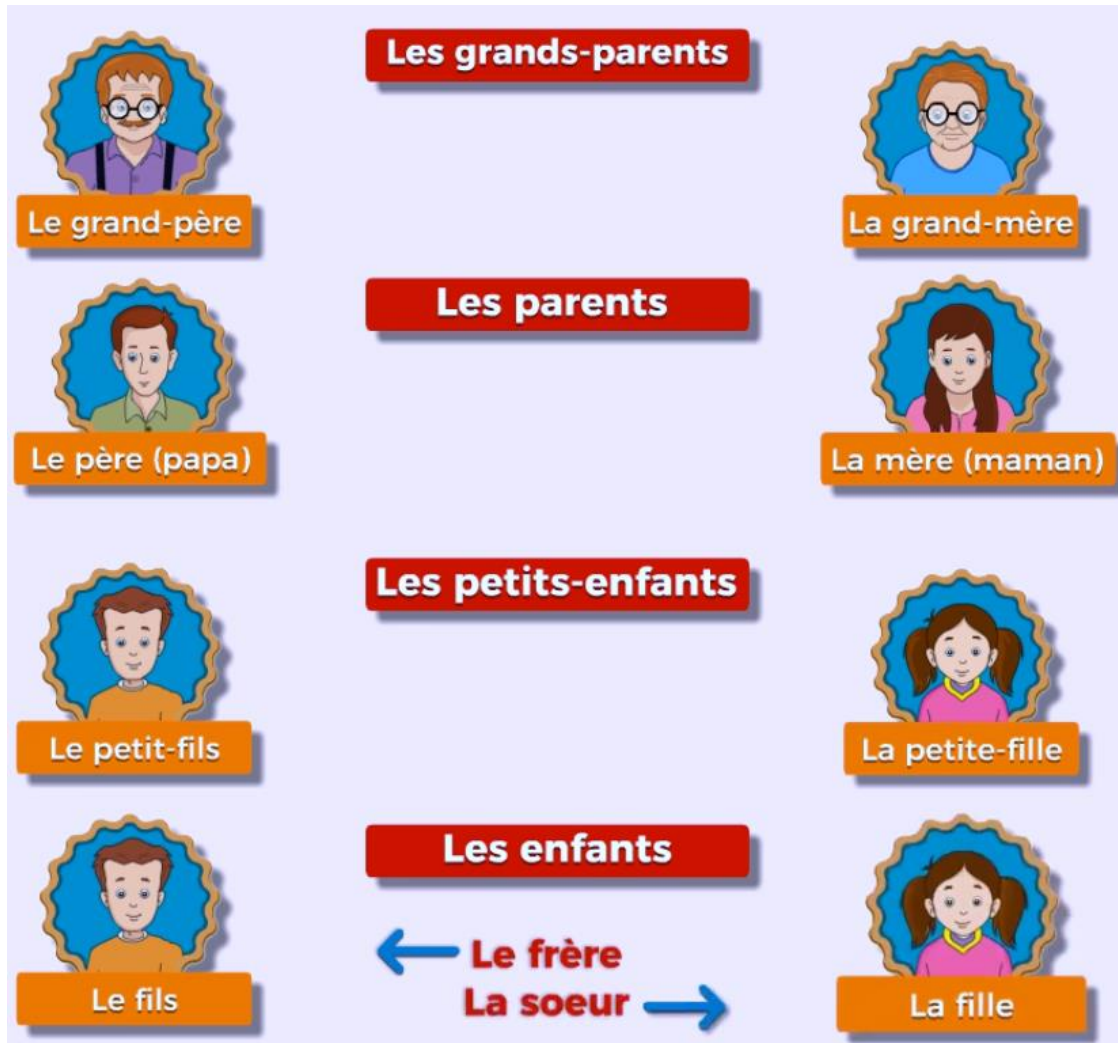 Les grands-parents
Le grand-père
La grand-mère
Les parents
Le père (papa)
La mère (maman)
Les petits-enfants
Le petit-fils
La petite-fille
Les enfants
Le frère
La soeur
Le fils
La fille